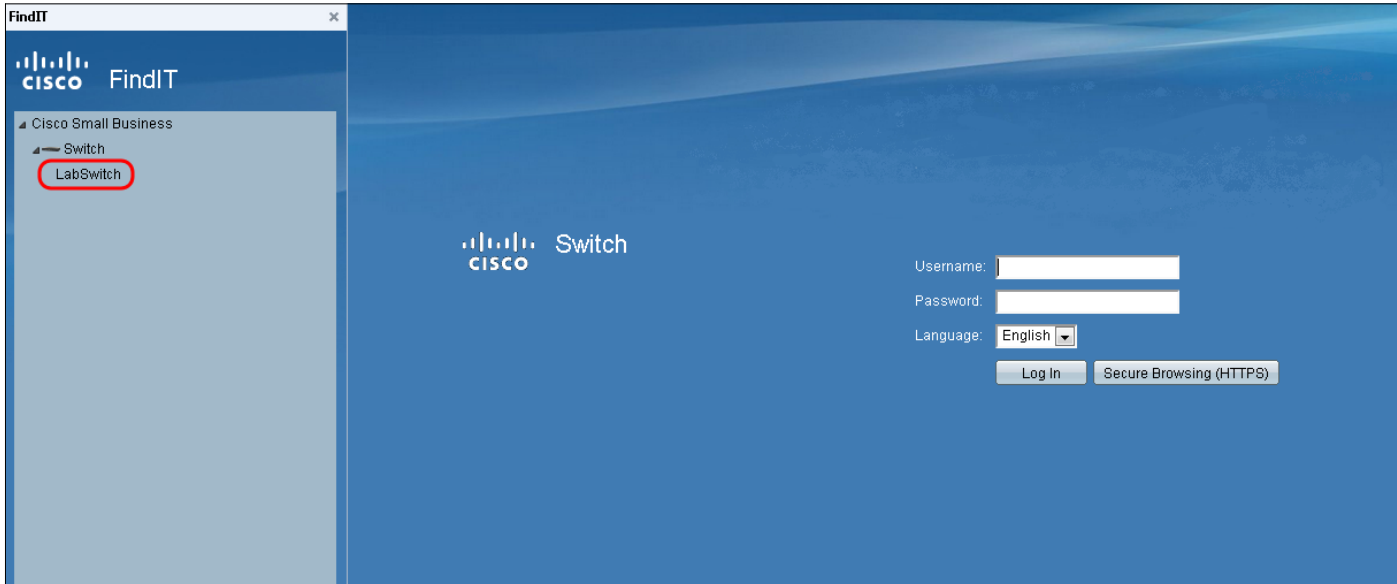 FindIT
CISCO FindIT
Cisco Small Business
Switch
LabSwitch
CISCO Switch
Username:
Password:
Language: English
Log In Secure Browsing (HTTPS)